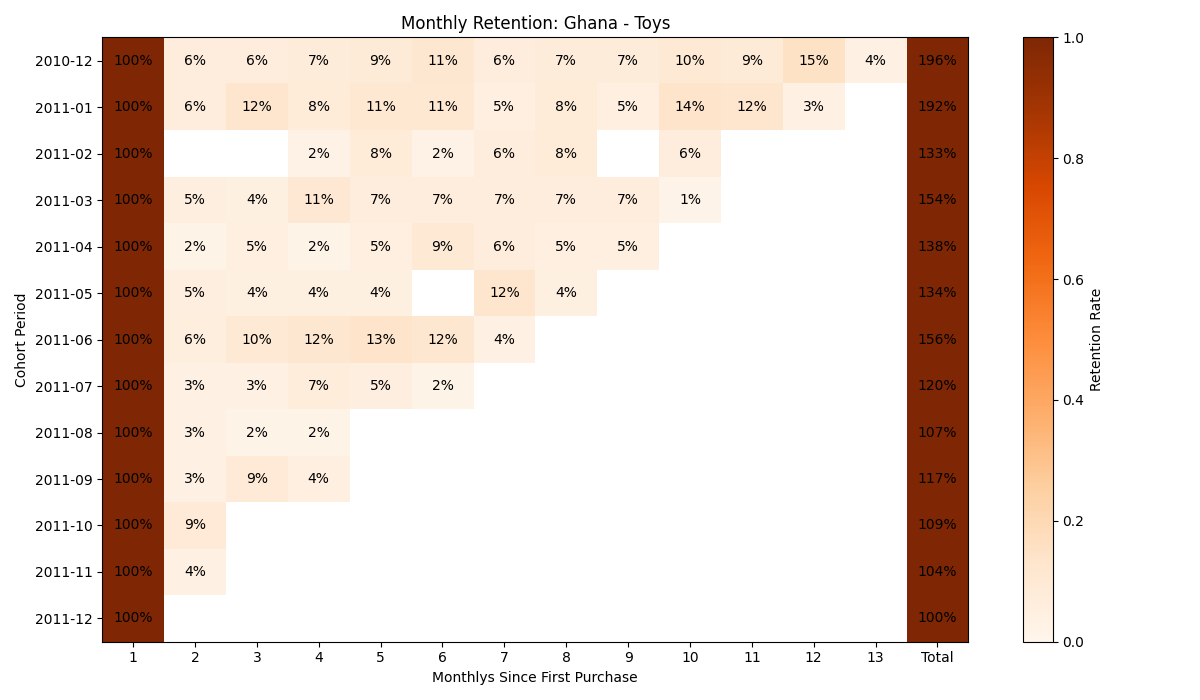 Monthly Retention: Ghana - Toys
2010-12 100% 6% 6% 7% 9% 11% 6% 7% 7% 10% 9% 15% 4% 196%
2011-01 100% 6% 12% 8% 11% 11% 5% 8% 5% 14% 12% 3% 192%
2011-02 100% 2% 8% 2% 6% 8% 6% 133%
2011-03 100% 5% 4% 11% 7% 7% 7% 7% 7% 1% 154%
2011-04 100% 2% 5% 2% 5% 9% 6% 5% 5% 138%
2011-05 100% 5% 4% 4% 4% 12% 4% 134%
2011-06 100% 6% 10% 12% 13% 12% 4% 156%
2011-07 100% 3% 3% 7% 5% 2% 120%
2011-08 100% 3% 2% 2% 107%
2011-09 100% 3% 9% 4% 117%
2011-10 100% 9% 109%
2011-11 100% 4% 104%
2011-12 100% 100%
1 2 3 4 5 6 7 8 9 10 11 12 13 Total
Monthlys Since First Purchase
Cohort Period
1.0
0.8
0.6
0.4
0.2
0.0
Retention Rate